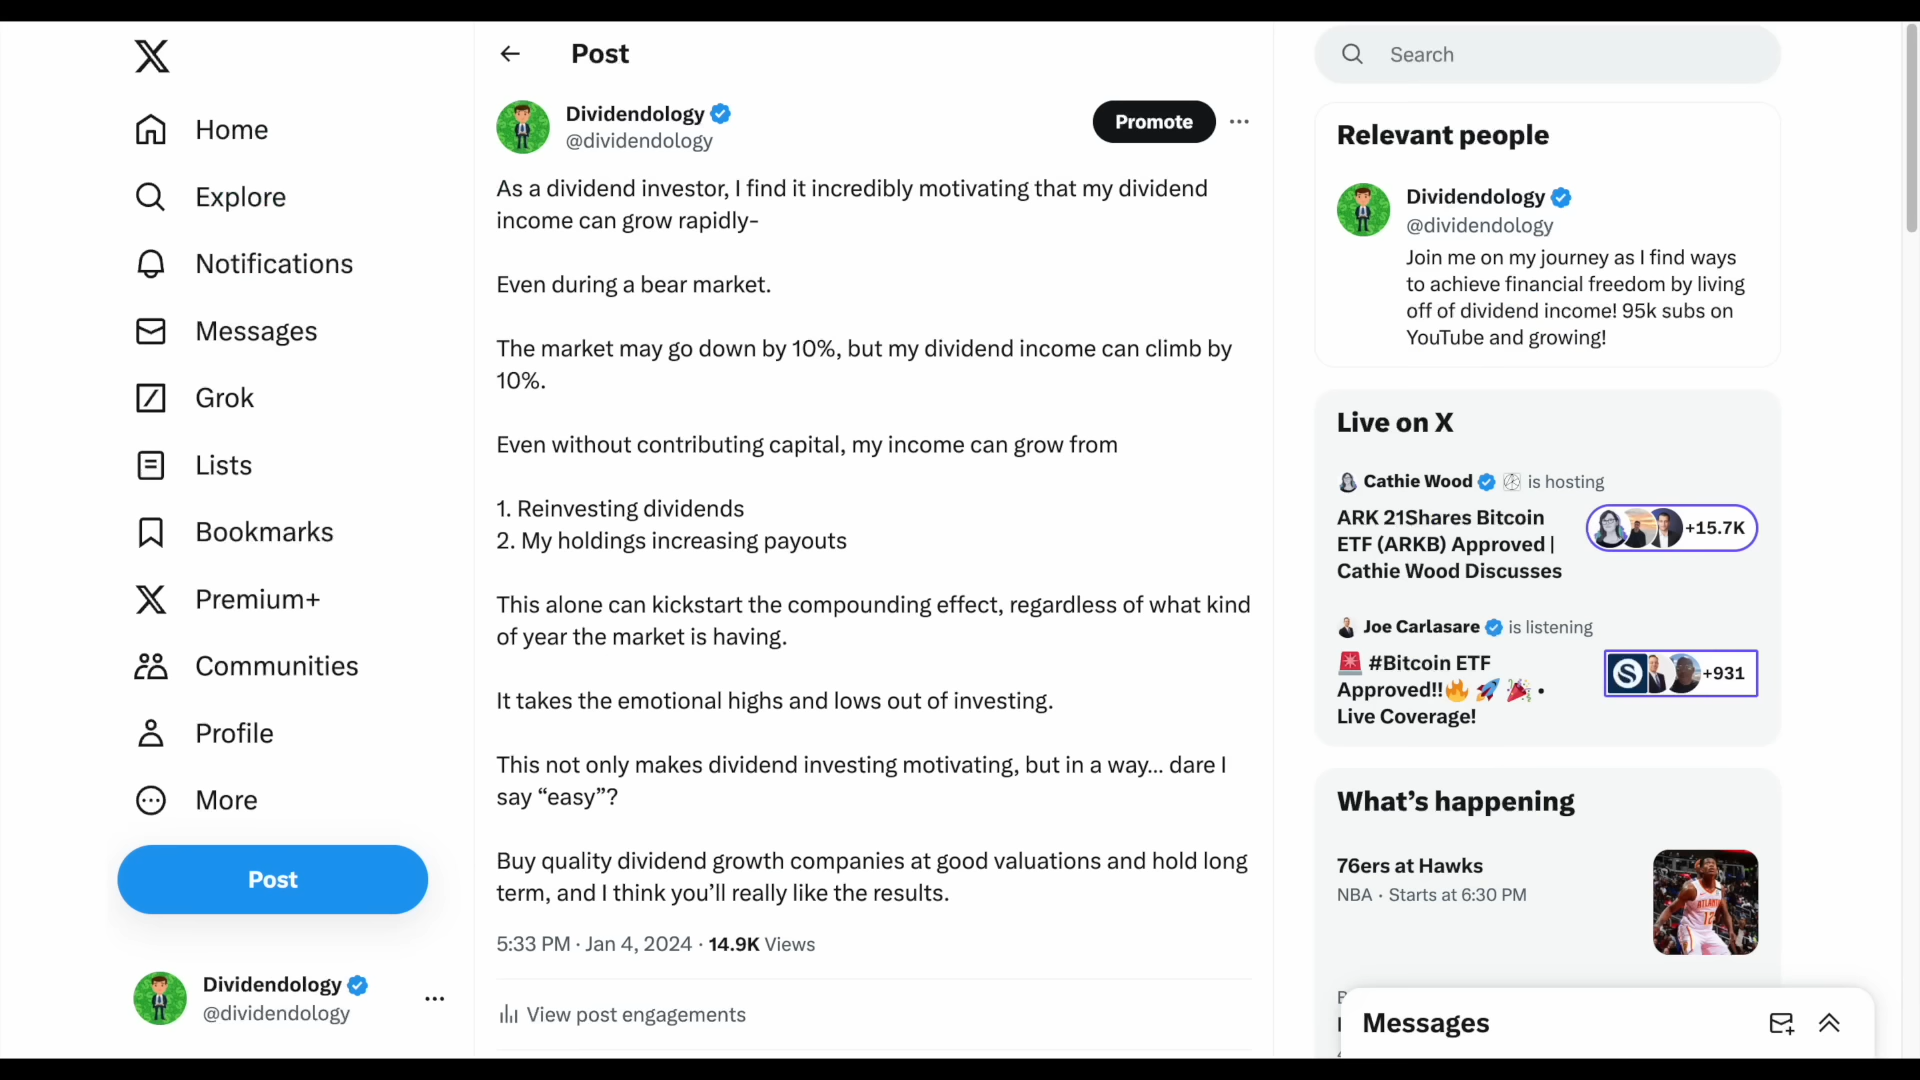 Home
Explore
Notifications
Messages
Grok
Lists
Bookmarks
Premium+
Communities
Profile
More
Post
Dividendology
@dividendology
Post
Dividendology
@dividendology
Promote
As a dividend investor, I find it incredibly motivating that my dividend
income can grow rapidly-
Even during a bear market.
The market may go down by 10%, but my dividend income can climb by
10%.
Even without contributing capital, my income can grow from
1. Reinvesting dividends
2. My holdings increasing payouts
This alone can kickstart the compounding effect, regardless of what kind
of year the market is having.
It takes the emotional highs and lows out of investing.
This not only makes dividend investing motivating, but in a way... dare I
say “easy”?
Buy quality dividend growth companies at good valuations and hold long
term, and I think you’ll really like the results.
5:33 PM · Jan 4, 2024 · 14.9K Views
View post engagements
Search
Relevant people
Dividendology
@dividendology
Join me on my journey as I find ways
to achieve financial freedom by living
off of dividend income! 95k subs on
YouTube and growing!
Live on X
Cathie Wood is hosting
ARK 21Shares Bitcoin
ETF (ARKB) Approved |
Cathie Wood Discusses
+15.7K
Joe Carlasare is listening
🚨 #Bitcoin ETF
Approved!!🔥 🚀 🎉 •
Live Coverage!
+931
What’s happening
76ers at Hawks
NBA · Starts at 6:30 PM
ATLANTA
12
Messages